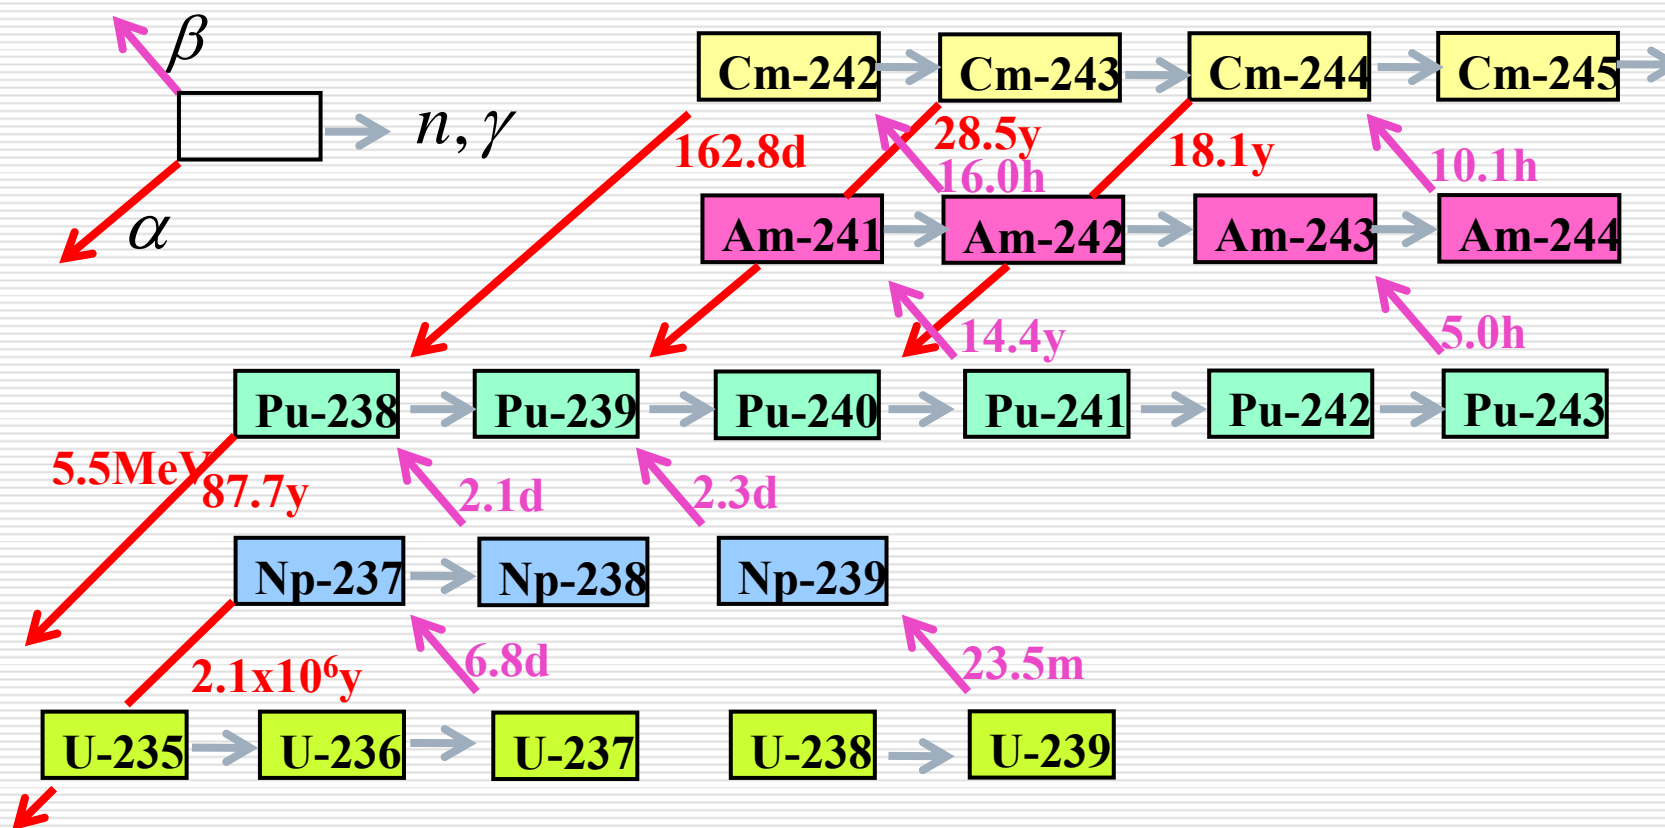 β
n, γ
α
Cm-242 Cm-243 Cm-244 Cm-245
162.8d 28.5y 18.1y
16.0h 10.1h
Am-241 Am-242 Am-243 Am-244
14.4y 5.0h
Pu-238 Pu-239 Pu-240 Pu-241 Pu-242 Pu-243
5.5MeV 87.7y 2.1d 2.3d
Np-237 Np-238 Np-239
2.1x10⁶y 6.8d 23.5m
U-235 U-236 U-237 U-238 U-239